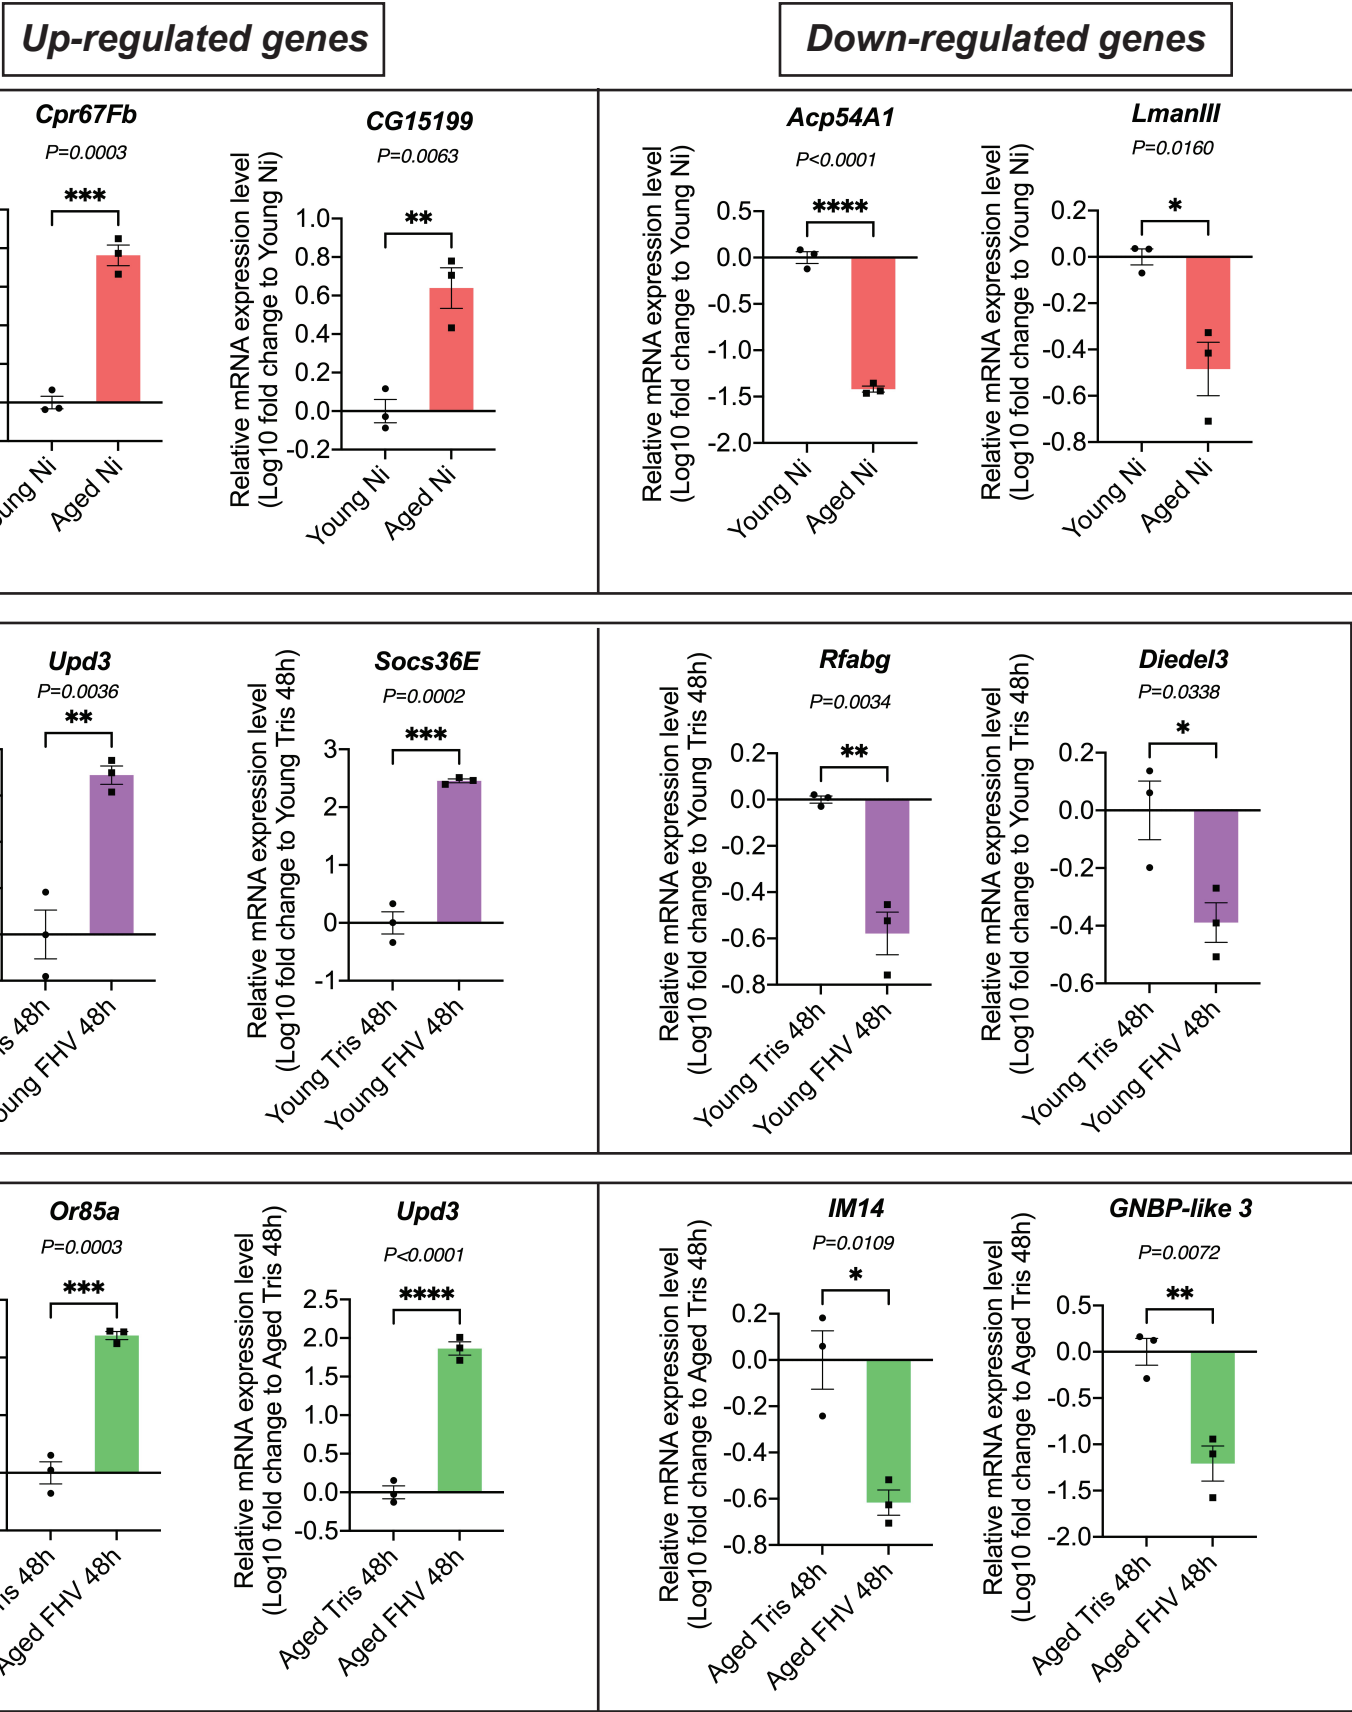 Up-regulated genes
Down-regulated genes
Cpr67Fb
P=0.0003
***
Aged Ni
CG15199
P=0.0063
**
Relative mRNA expression level
(Log10 fold change to Young Ni)
1.0
0.8
0.6
0.4
0.2
0.0
-0.2
Young Ni
Aged Ni
Acp54A1
P<0.0001
****
Relative mRNA expression level
(Log10 fold change to Young Ni)
0.5
0.0
-0.5
-1.0
-1.5
-2.0
Young Ni
Aged Ni
LmanIII
P=0.0160
*
Relative mRNA expression level
(Log10 fold change to Young Ni)
0.2
0.0
-0.2
-0.4
-0.6
-0.8
Young Ni
Aged Ni
Upd3
P=0.0036
**
48h
FHV 48h
Socs36E
P=0.0002
***
Relative mRNA expression level
(Log10 fold change to Young Tris 48h)
3
2
1
0
-1
Young Tris 48h
Young FHV 48h
Rfabg
P=0.0034
**
Relative mRNA expression level
(Log10 fold change to Young Tris 48h)
0.2
0.0
-0.2
-0.4
-0.6
-0.8
Young Tris 48h
Young FHV 48h
Diedel3
P=0.0338
*
Relative mRNA expression level
(Log10 fold change to Young Tris 48h)
0.2
0.0
-0.2
-0.4
-0.6
Young Tris 48h
Young FHV 48h
Or85a
P=0.0003
***
48h
Aged FHV 48h
Upd3
P<0.0001
****
Relative mRNA expression level
(Log10 fold change to Aged Tris 48h)
2.5
2.0
1.5
1.0
0.5
0.0
-0.5
Aged Tris 48h
Aged FHV 48h
IM14
P=0.0109
*
Relative mRNA expression level
(Log10 fold change to Aged Tris 48h)
0.2
0.0
-0.2
-0.4
-0.6
-0.8
Aged Tris 48h
Aged FHV 48h
GNBP-like 3
P=0.0072
**
Relative mRNA expression level
(Log10 fold change to Aged Tris 48h)
0.5
0.0
-0.5
-1.0
-1.5
-2.0
Aged Tris 48h
Aged FHV 48h